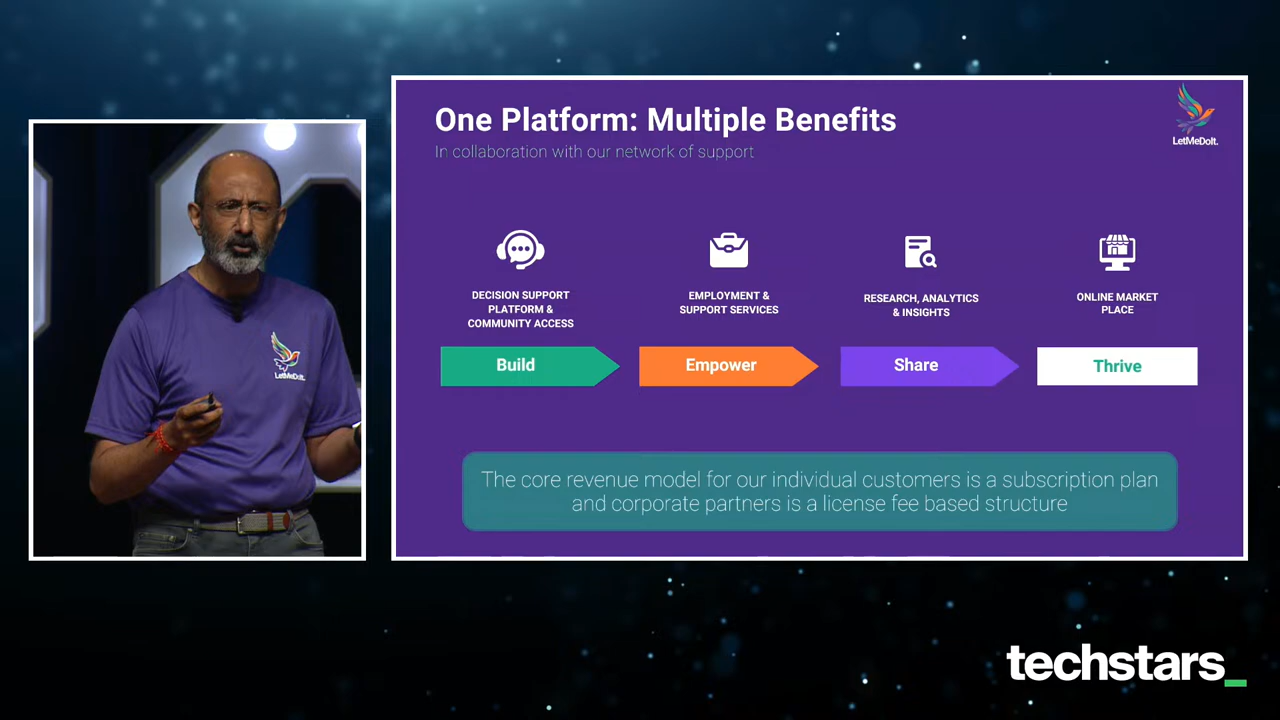 One Platform: Multiple Benefits
In collaboration with our network of support
LetMeDoIt.
DECISION SUPPORT
PLATFORM &
COMMUNITY ACCESS
EMPLOYMENT &
SUPPORT SERVICES
RESEARCH, ANALYTICS
& INSIGHTS
ONLINE MARKET
PLACE
Build
Empower
Share
Thrive
The core revenue model for our individual customers is a subscription plan
and corporate partners is a license fee based structure
LetMeDoIt.
techstars_